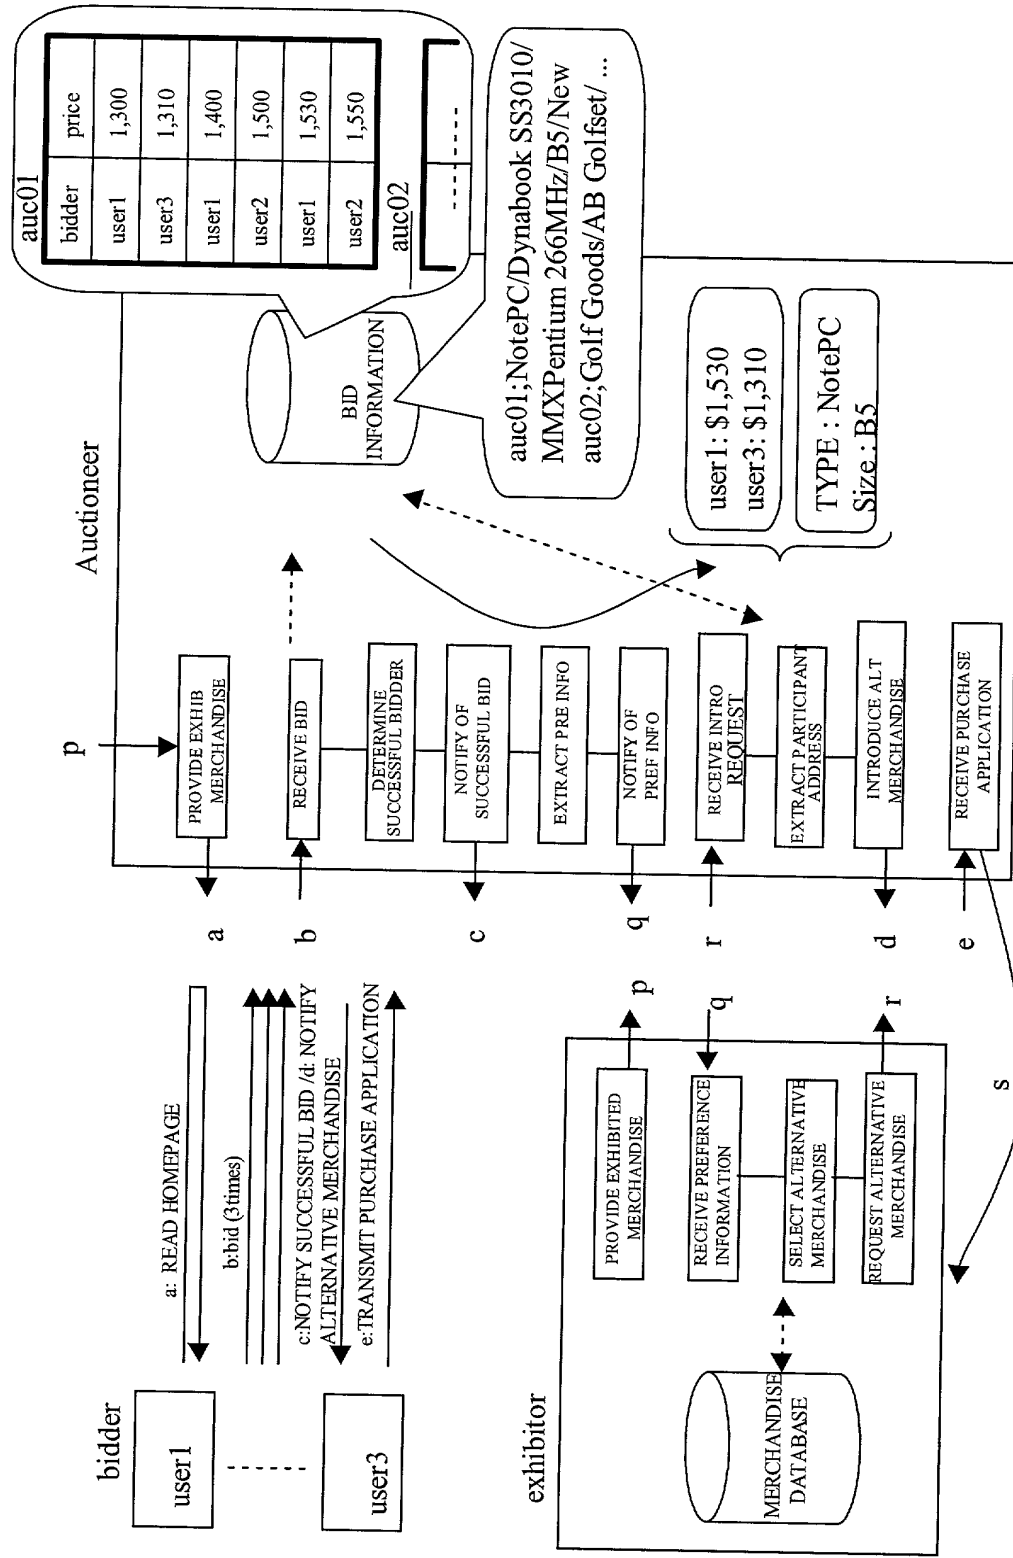 bidder
user1
user3
a: READ HOMEPAGE
b:bid (3times)
c:NOTIFY SUCCESSFUL BID /d: NOTIFY
ALTERNATIVE MERCHANDISE
e:TRANSMIT PURCHASE APPLICATION
exhibitor
MERCHANDISE
DATABASE
PROVIDE EXHIBITED
MERCHANDISE
RECEIVE PREFERENCE
INFORMATION
SELECT ALTERNATIVE
MERCHANDISE
REQUEST ALTERNATIVE
MERCHANDISE
p
q
r
s
Auctioneer
p
a
b
c
q
r
d
e
PROVIDE EXHIB
MERCHANDISE
RECEIVE BID
DETERMINE
SUCCESSFUL BIDDER
NOTIFY OF
SUCCESSFUL BID
EXTRACT PRE INFO
NOTIFY OF
PREF INFO
RECEIVE INTRO
REQUEST
EXTRACT PARTICIPANT
ADDRESS
INTRODUCE ALT
MERCHANDISE
RECEIVE PURCHASE
APPLICATION
BID
INFORMATION
auc01
bidder price
user1 1,300
user3 1,310
user1 1,400
user2 1,500
user1 1,530
user2 1,550
auc02
auc01;NotePC/Dynabook SS3010/
MMXPentium 266MHz/B5/New
auc02;Golf Goods/AB Golfset/ ...
user1: $1,530
user3: $1,310
TYPE : NotePC
Size : B5